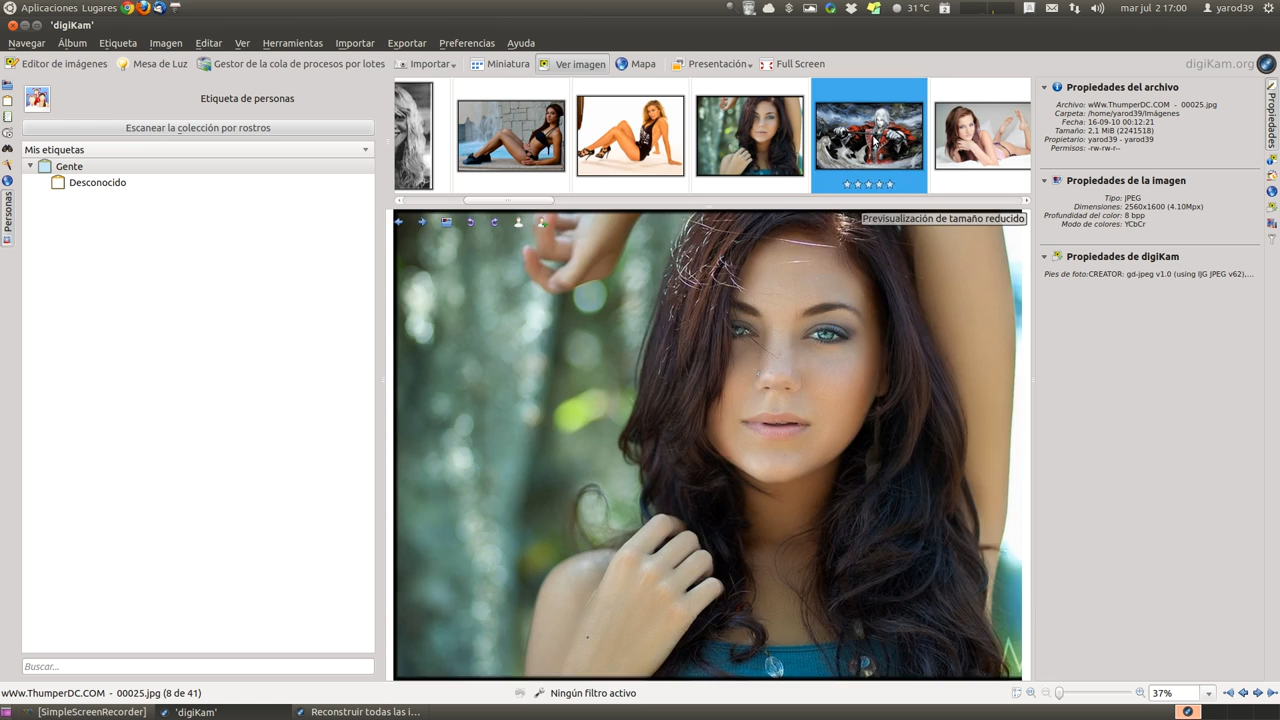 Aplicaciones Lugares
31°C
2
A
mar jul 2 17:00
yarod39
'digiKam'
Navegar Álbum Etiqueta Imagen Editar Ver Herramientas Importar Exportar Preferencias Ayuda
Editor de imágenes Mesa de Luz Gestor de la cola de procesos por lotes Importar Miniatura Ver imagen Mapa Presentación Full Screen
digiKam.org
Etiqueta de personas
Escanear la colección por rostros
Mis etiquetas
Gente
Desconocido
Personas
Buscar...
Previsualización de tamaño reducido
Propiedades del archivo
Archivo: wWw.ThumperDC.COM - 00025.jpg
Carpeta: /home/yarod39/Imágenes
Fecha: 16-09-10 00:12:21
Tamaño: 2,1 MiB (2241518)
Propietario: yarod39 - yarod39
Permisos: -rw-rw-r--
Propiedades de la imagen
Tipo: JPEG
Dimensiones: 2560x1600 (4.10Mpx)
Profundidad del color: 8 bpp
Modo de colores: YCbCr
Propiedades de digiKam
Pies de foto: CREATOR: gd-jpeg v1.0 (using IJG JPEG v62),...
Propiedades
wWw.ThumperDC.COM - 00025.jpg (8 de 41)
Ningún filtro activo
37%
[SimpleScreenRecorder]
'digiKam'
Reconstruir todas las i...